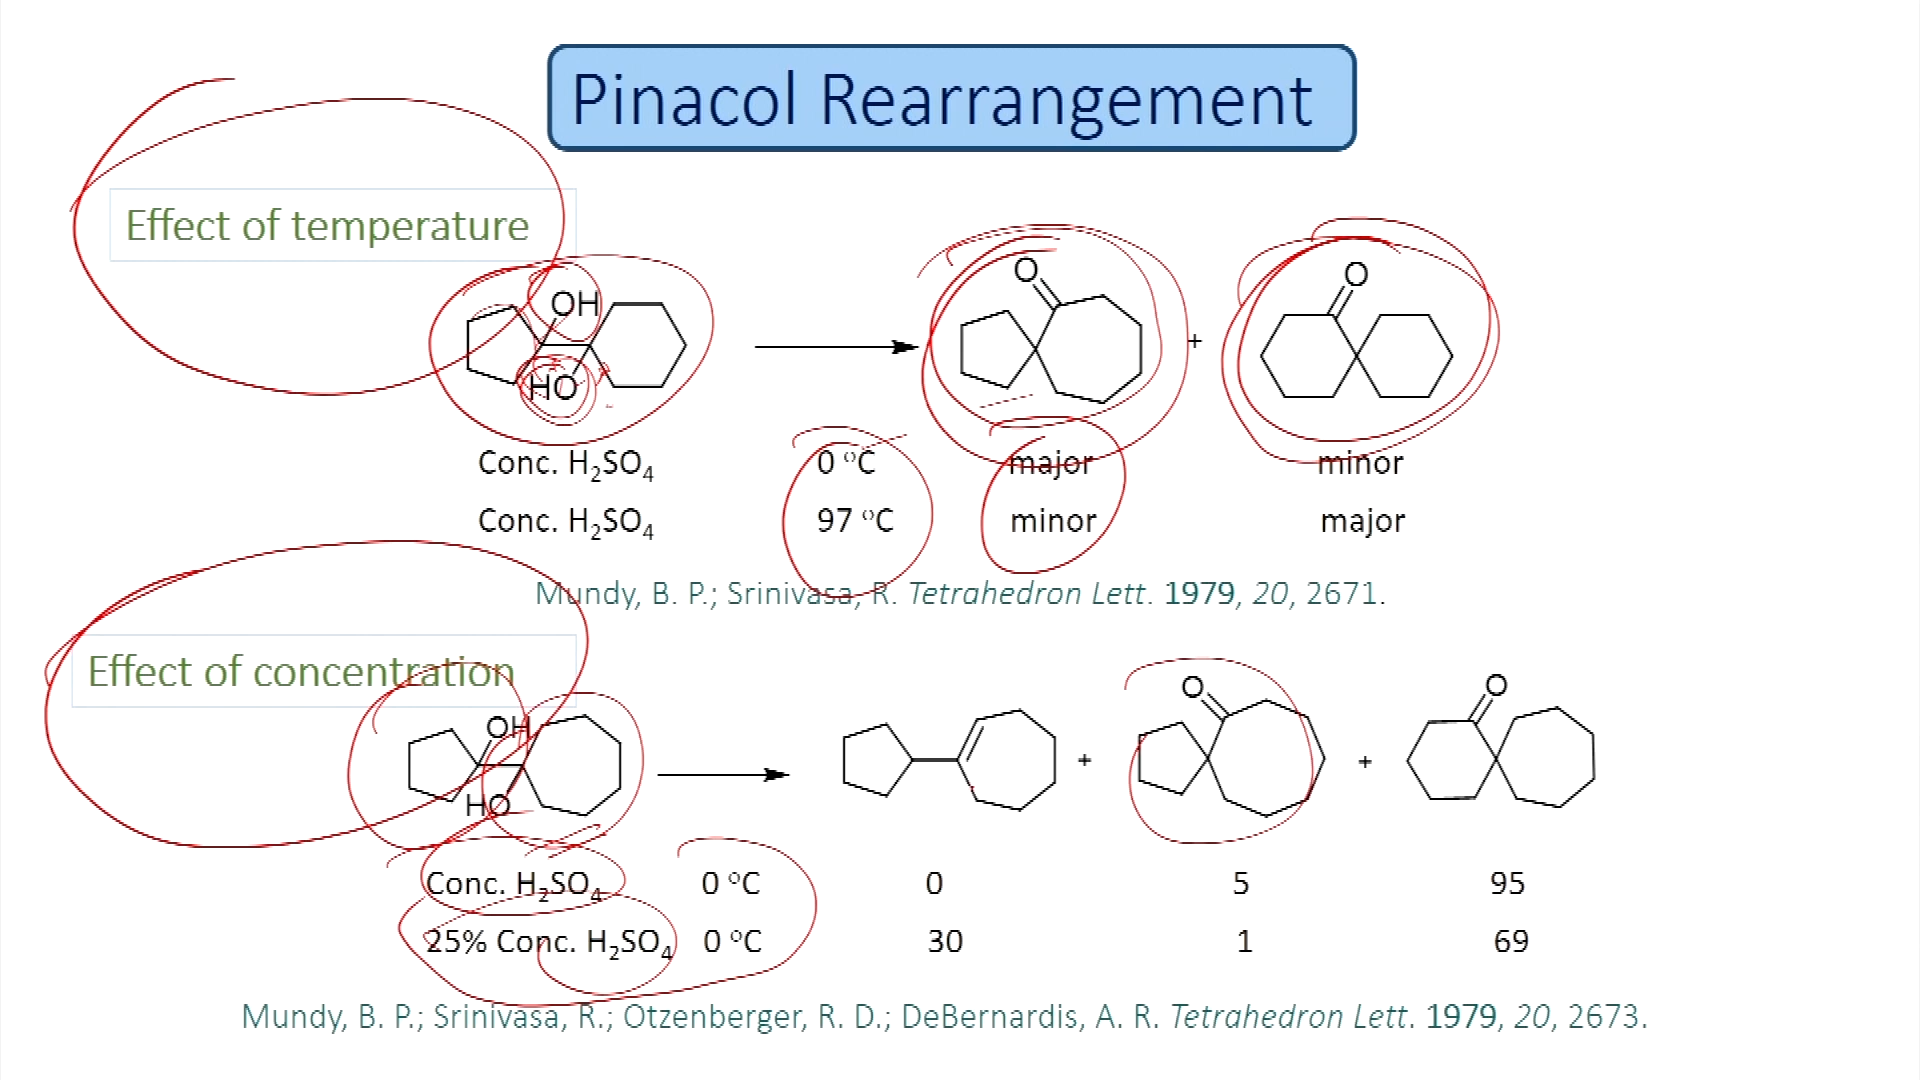 Pinacol Rearrangement
Effect of temperature
OH
HO
O
+
O
Conc. H₂SO₄ 0 °C major minor
Conc. H₂SO₄ 97 °C minor major
Mundy, B. P.; Srinivasa, R. Tetrahedron Lett. 1979, 20, 2671.
Effect of concentration
OH
HO
+
O
+
O
Conc. H₂SO₄ 0 °C 0 5 95
25% Conc. H₂SO₄ 0 °C 30 1 69
Mundy, B. P.; Srinivasa, R.; Otzenberger, R. D.; DeBernardis, A. R. Tetrahedron Lett. 1979, 20, 2673.